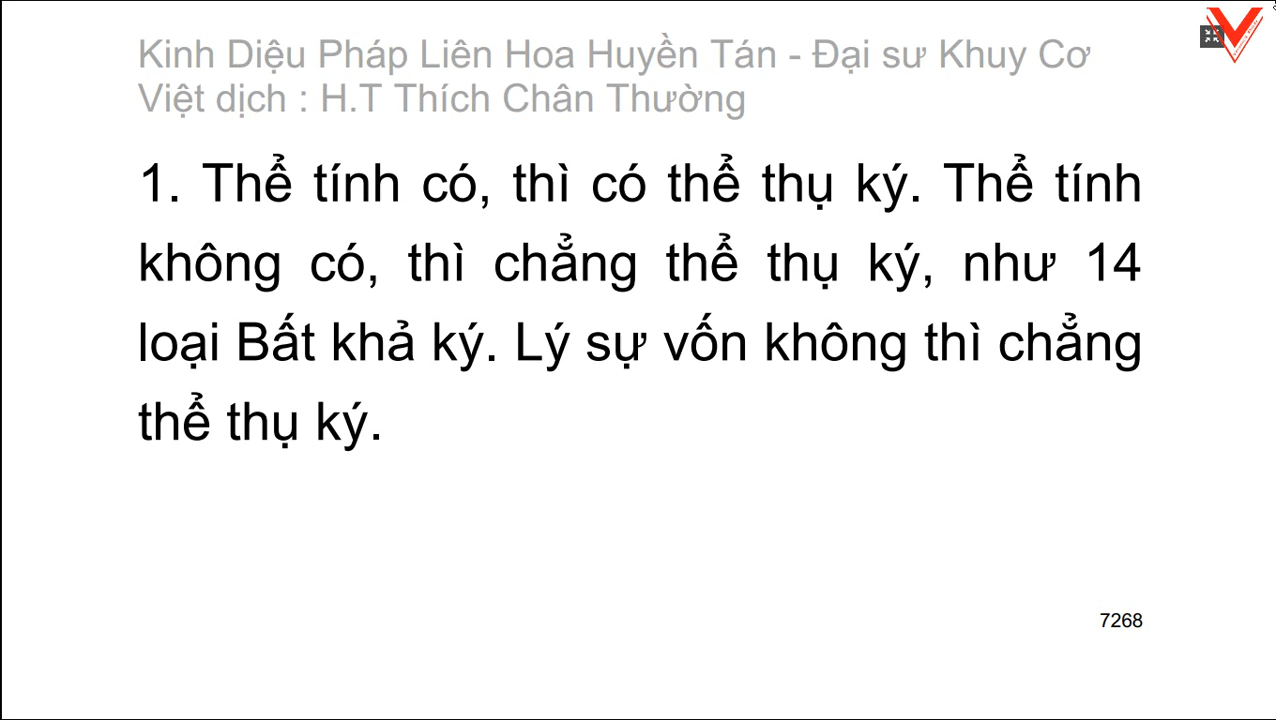 Kinh Diệu Pháp Liên Hoa Huyền Tán - Đại sư Khuy Cơ
Việt dịch : H.T Thích Chân Thường
1. Thể tính có, thì có thể thụ ký. Thể tính
không có, thì chẳng thể thụ ký, như 14
loại Bất khả ký. Lý sự vốn không thì chẳng
thể thụ ký.
7268